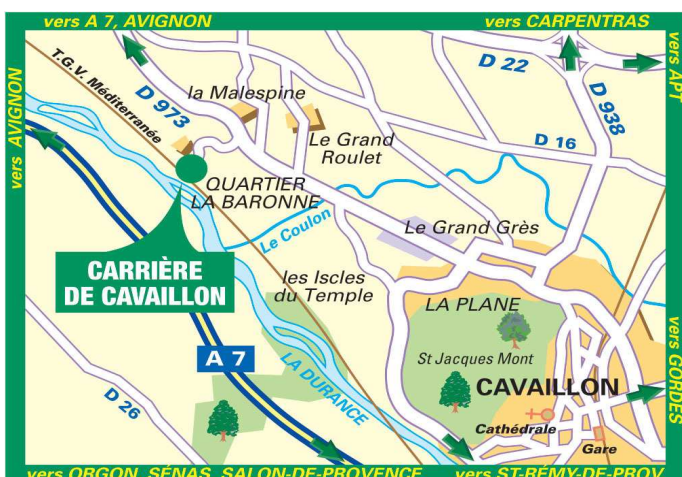 vers A 7, AVIGNON
vers CARPENTRAS
vers APT
vers AVIGNON
T.G.V. Méditerranée
D 973
la Malespine
D 22
D 938
D 16
Le Grand
Roulet
QUARTIER
LA BARONNE
Le Coulon
Le Grand Grès
CARRIÈRE
DE CAVAILLON
les Iscles
du Temple
LA PLANE
St Jacques Mont
A 7
LA DURANCE
D 26
CAVAILLON
Cathédrale
Gare
vers GORDES
vers ORGON, SÉNAS, SALON-DE-PROVENCE
vers ST-RÉMY-DE-PROV